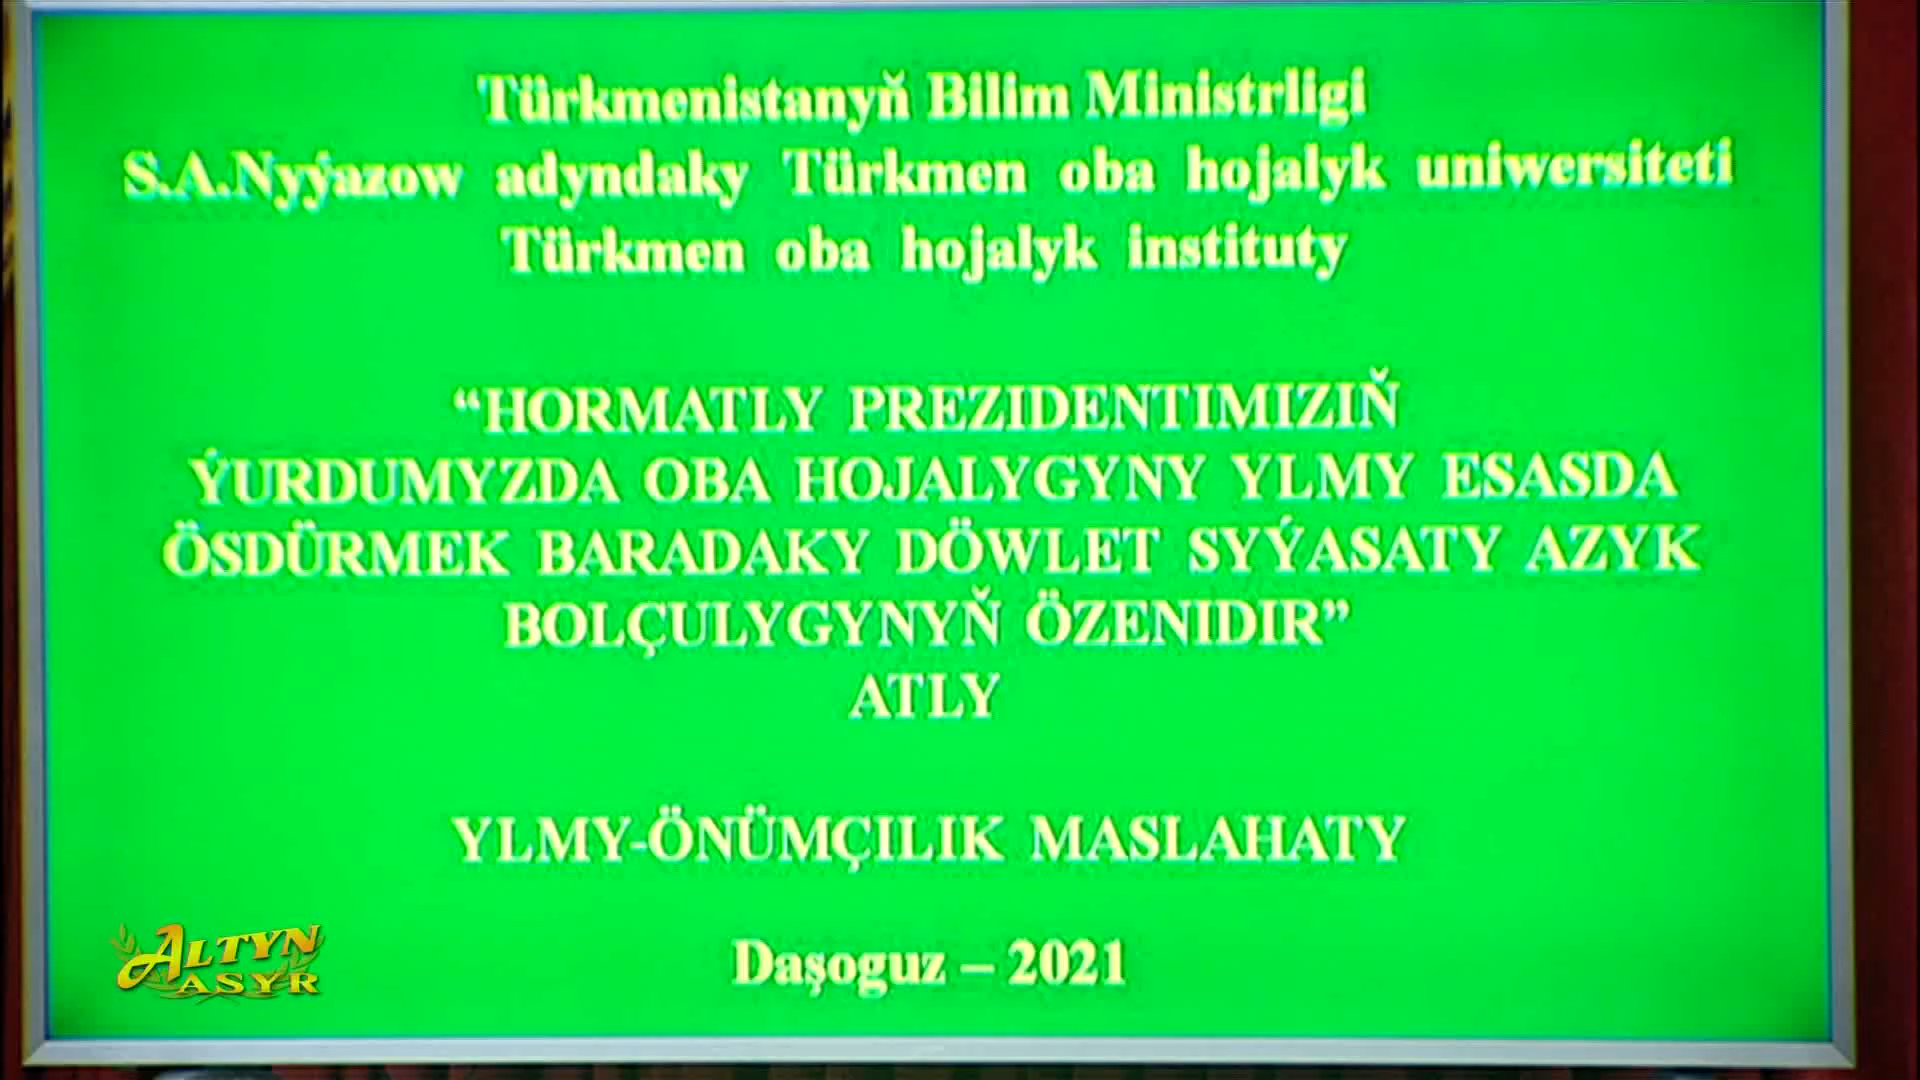 Türkmenistanyň Bilim Ministrligi
S.A.Nyýazow adyndaky Türkmen oba hojalyk uniwersiteti
Türkmen oba hojalyk instituty
“HORMATLY PREZIDENTIMIZIŇ
ÝURDUMYZDA OBA HOJALYGYNY YLMY ESASDA
ÖSDÜRMEK BARADAKY DÖWLET SYÝASATY AZYK
BOLÇULYGYNYŇ ÖZENIDIR”
ATLY
YLMY-ÖNÜMÇILIK MASLAHATY
Daşoguz – 2021
ALTYN
ASYR